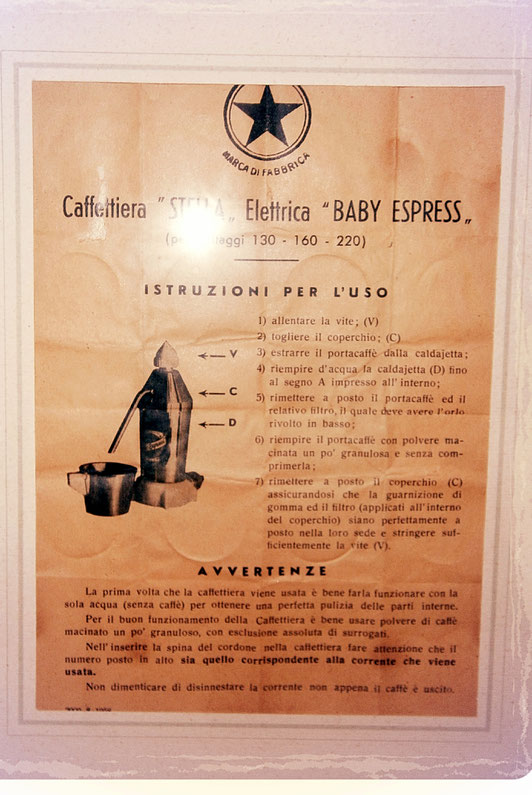 MARCA DI FABBRICA
Caffettiera "STELLA„ Elettrica "BABY ESPRESS„
130 - 160 - 220)
ISTRUZIONI PER L'USO
1) allentare la vite; (V)
2) togliere il coperchio; (C)
3) estrarre il portacaffè dalla caldajetta;
4) riempire d'acqua la caldajetta (D) fino
al segno A impresso all'interno;
5) rimettere a posto il portacaffè ed il
relativo filtro, il quale deve avere l'orlo
rivolto in basso;
6) riempire il portacaffè con polvere ma-
cinata un po' granulosa e senza com-
primerla;
7) rimettere a posto il coperchio (C)
assicurandosi che la guarnizione di
gomma ed il filtro (applicati all'interno
del coperchio) siano perfettamente a
posto nella loro sede e stringere suf-
ficientemente la vite (V).
V
C
D
AVVERTENZE
La prima volta che la caffettiera viene usata è bene farla funzionare con la
sola acqua (senza caffè) per ottenere una perfetta pulizia delle parti interne.
Per il buon funzionamento della Caffettiera è bene usare polvere di caffè
macinato un po' granuloso, con esclusione assoluta di surrogati.
Nell'inserire la spina del cordone nella caffettiera fare attenzione che il
numero posto in alto sia quello corrispondente alla corrente che viene
usata.
Non dimenticare di disinnestare la corrente non appena il caffè è uscito.